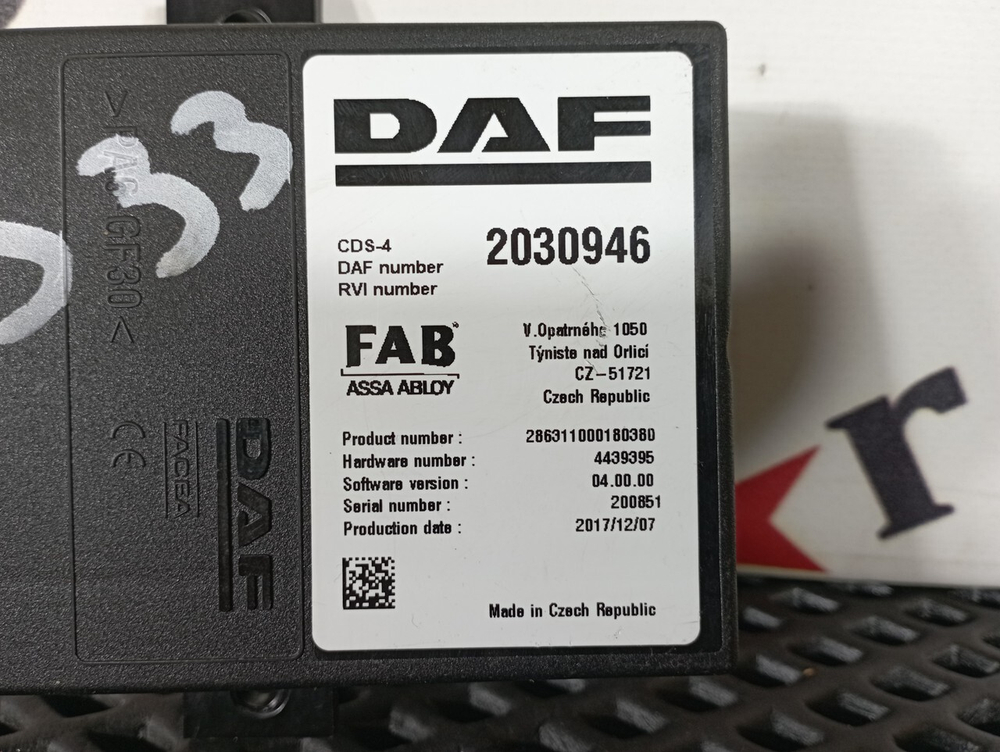 DAF
CDS-4
DAF number 2030946
RVI number
FAB
ASSA ABLOY
V.Opatrného 1050
Týniste nad Orlicí
CZ-51721
Czech Republic
Product number : 286311000180380
Hardware number : 4439395
Software version : 04.00.00
Serial number : 200851
Production date : 2017/12/07
Made in Czech Republic
33
GF30<
CE
DAF
r